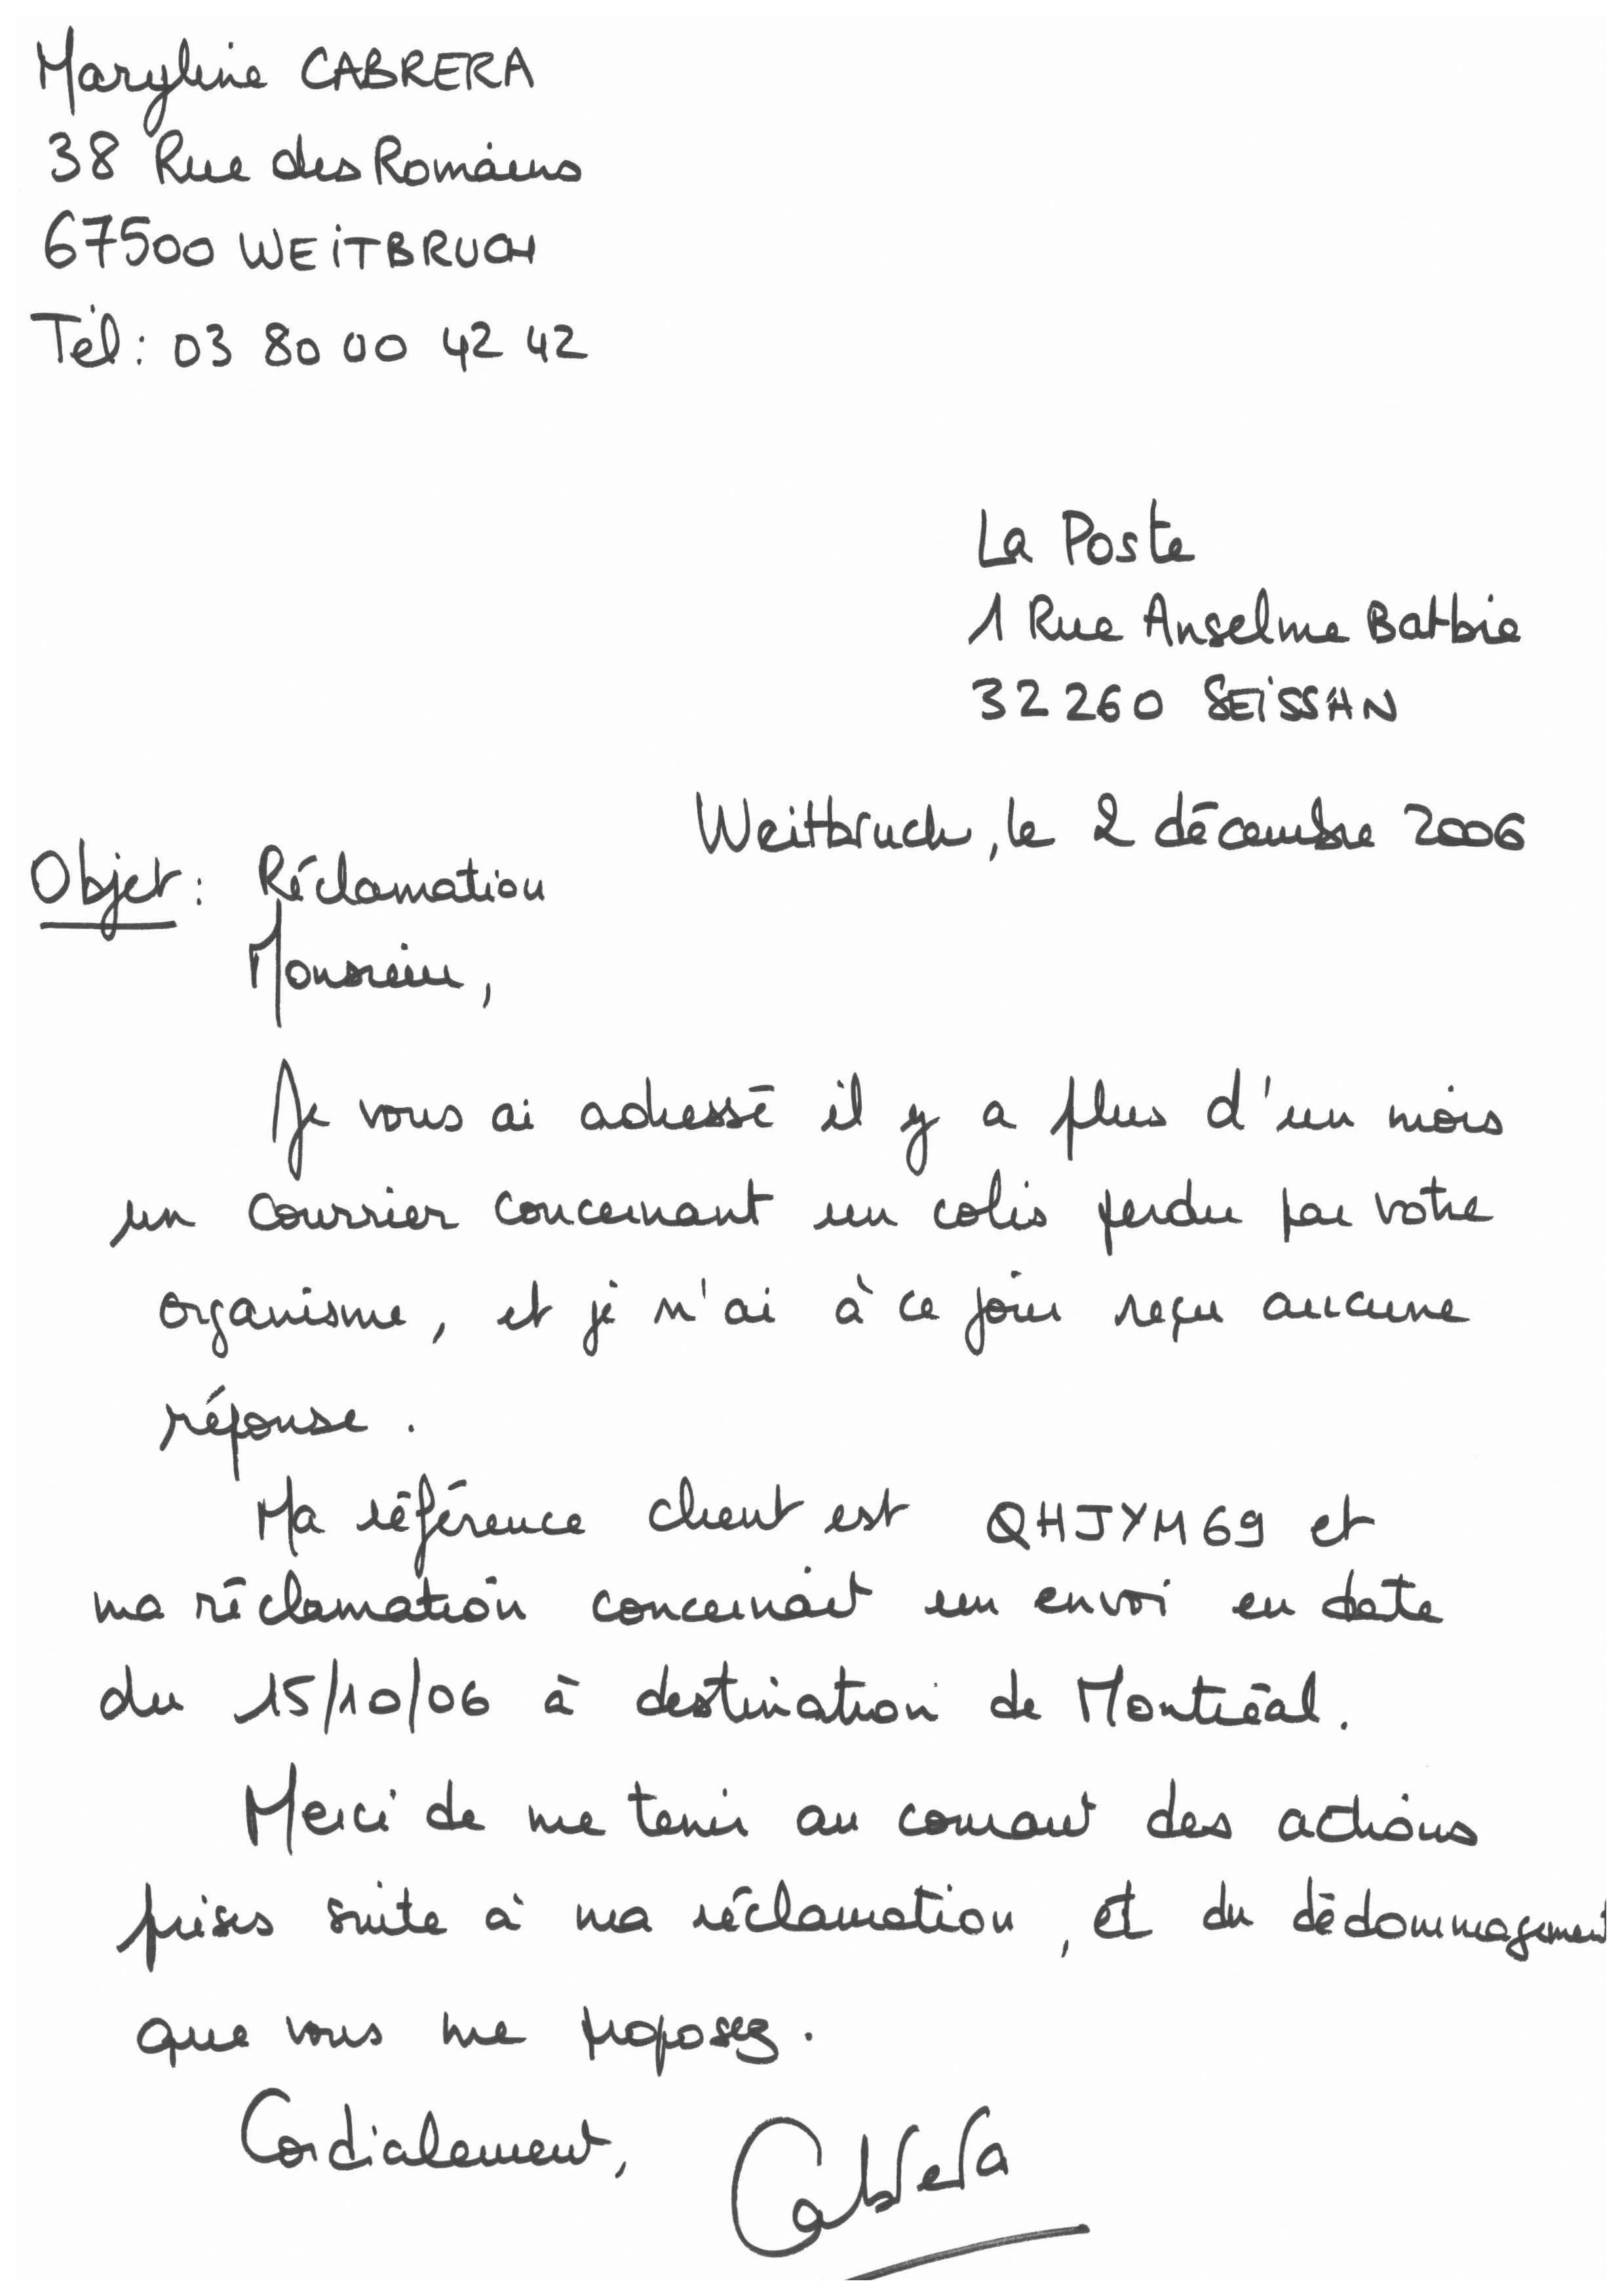 Maryline CABRERA
38 Rue des Romains
67500 WEITBRUCH
Tél : 03 80 00 42 42
La Poste
1 Rue Anselme Batbie
32260 SEISSAN
Weitbruch, le 2 décembre 2006
Objet : Réclamation
Monsieur,
Je vous ai adressé il y a plus d'un mois
un courrier concernant un colis perdu par votre
organisme, et je n'ai à ce jour reçu aucune
réponse.
Ma référence client est QHJYM69 et
ma réclamation concernait un envoi en date
du 15/10/06 à destination de Montréal.
Merci de me tenir au courant des actions
prises suite à ma réclamation, et du dédommagement
que vous me proposez.
Cordialement,
Cabrera